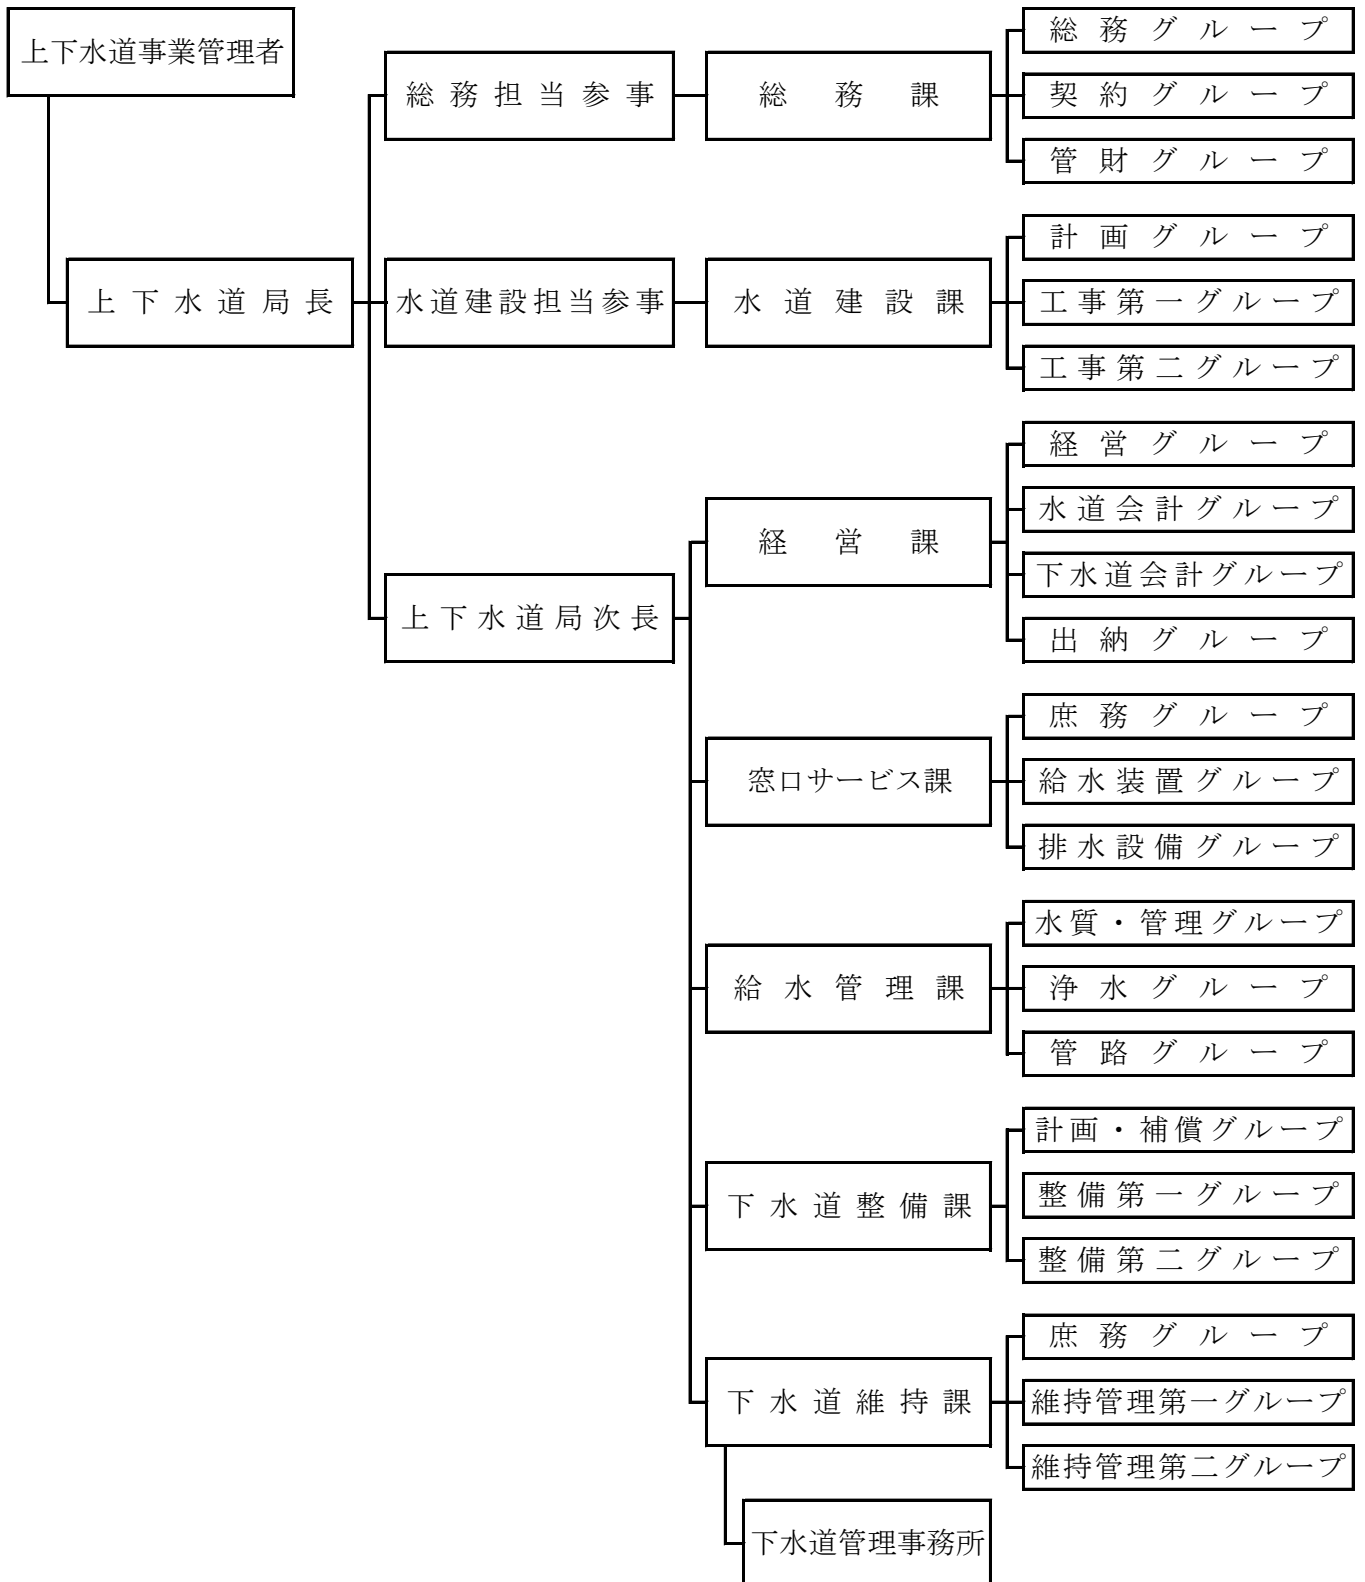 上下水道事業管理者
上下水道局長
総務担当参事
総務課
総務グループ
契約グループ
管財グループ
水道建設担当参事
水道建設課
計画グループ
工事第一グループ
工事第二グループ
上下水道局次長
経営課
経営グループ
水道会計グループ
下水道会計グループ
出納グループ
窓口サービス課
庶務グループ
給水装置グループ
排水設備グループ
給水管理課
水質・管理グループ
浄水グループ
管路グループ
下水道整備課
計画・補償グループ
整備第一グループ
整備第二グループ
下水道維持課
庶務グループ
維持管理第一グループ
維持管理第二グループ
下水道管理事務所